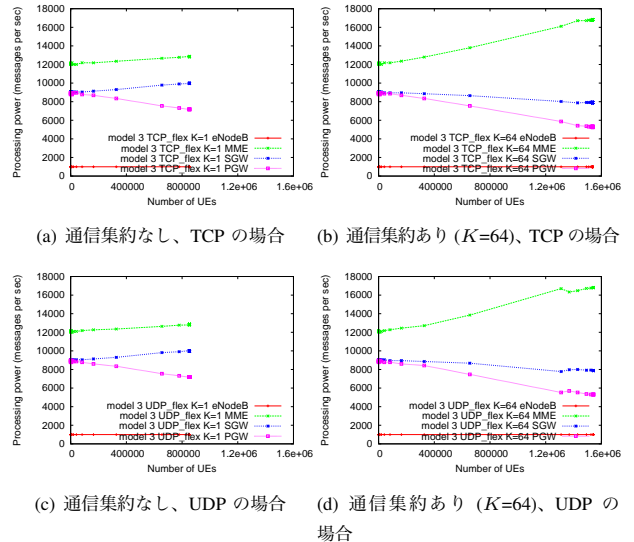 18000
16000
14000
12000
10000
8000
6000
4000
2000
0
Processing power (messages per sec)
model 3 TCP_flex K=1 eNodeB
model 3 TCP_flex K=1 MME
model 3 TCP_flex K=1 SGW
model 3 TCP_flex K=1 PGW
0 400000 800000 1.2e+06 1.6e+06
Number of UEs
(a) 通信集約なし、TCP の場合
18000
16000
14000
12000
10000
8000
6000
4000
2000
0
Processing power (messages per sec)
model 3 TCP_flex K=64 eNodeB
model 3 TCP_flex K=64 MME
model 3 TCP_flex K=64 SGW
model 3 TCP_flex K=64 PGW
0 400000 800000 1.2e+06 1.6e+06
Number of UEs
(b) 通信集約あり (K=64)、TCP の場合
18000
16000
14000
12000
10000
8000
6000
4000
2000
0
Processing power (messages per sec)
model 3 UDP_flex K=1 eNodeB
model 3 UDP_flex K=1 MME
model 3 UDP_flex K=1 SGW
model 3 UDP_flex K=1 PGW
0 400000 800000 1.2e+06 1.6e+06
Number of UEs
(c) 通信集約なし、UDP の場合
18000
16000
14000
12000
10000
8000
6000
4000
2000
0
Processing power (messages per sec)
model 3 UDP_flex K=64 eNodeB
model 3 UDP_flex K=64 MME
model 3 UDP_flex K=64 SGW
model 3 UDP_flex K=64 PGW
0 400000 800000 1.2e+06 1.6e+06
Number of UEs
(d) 通信集約あり (K=64)、UDP の
場合